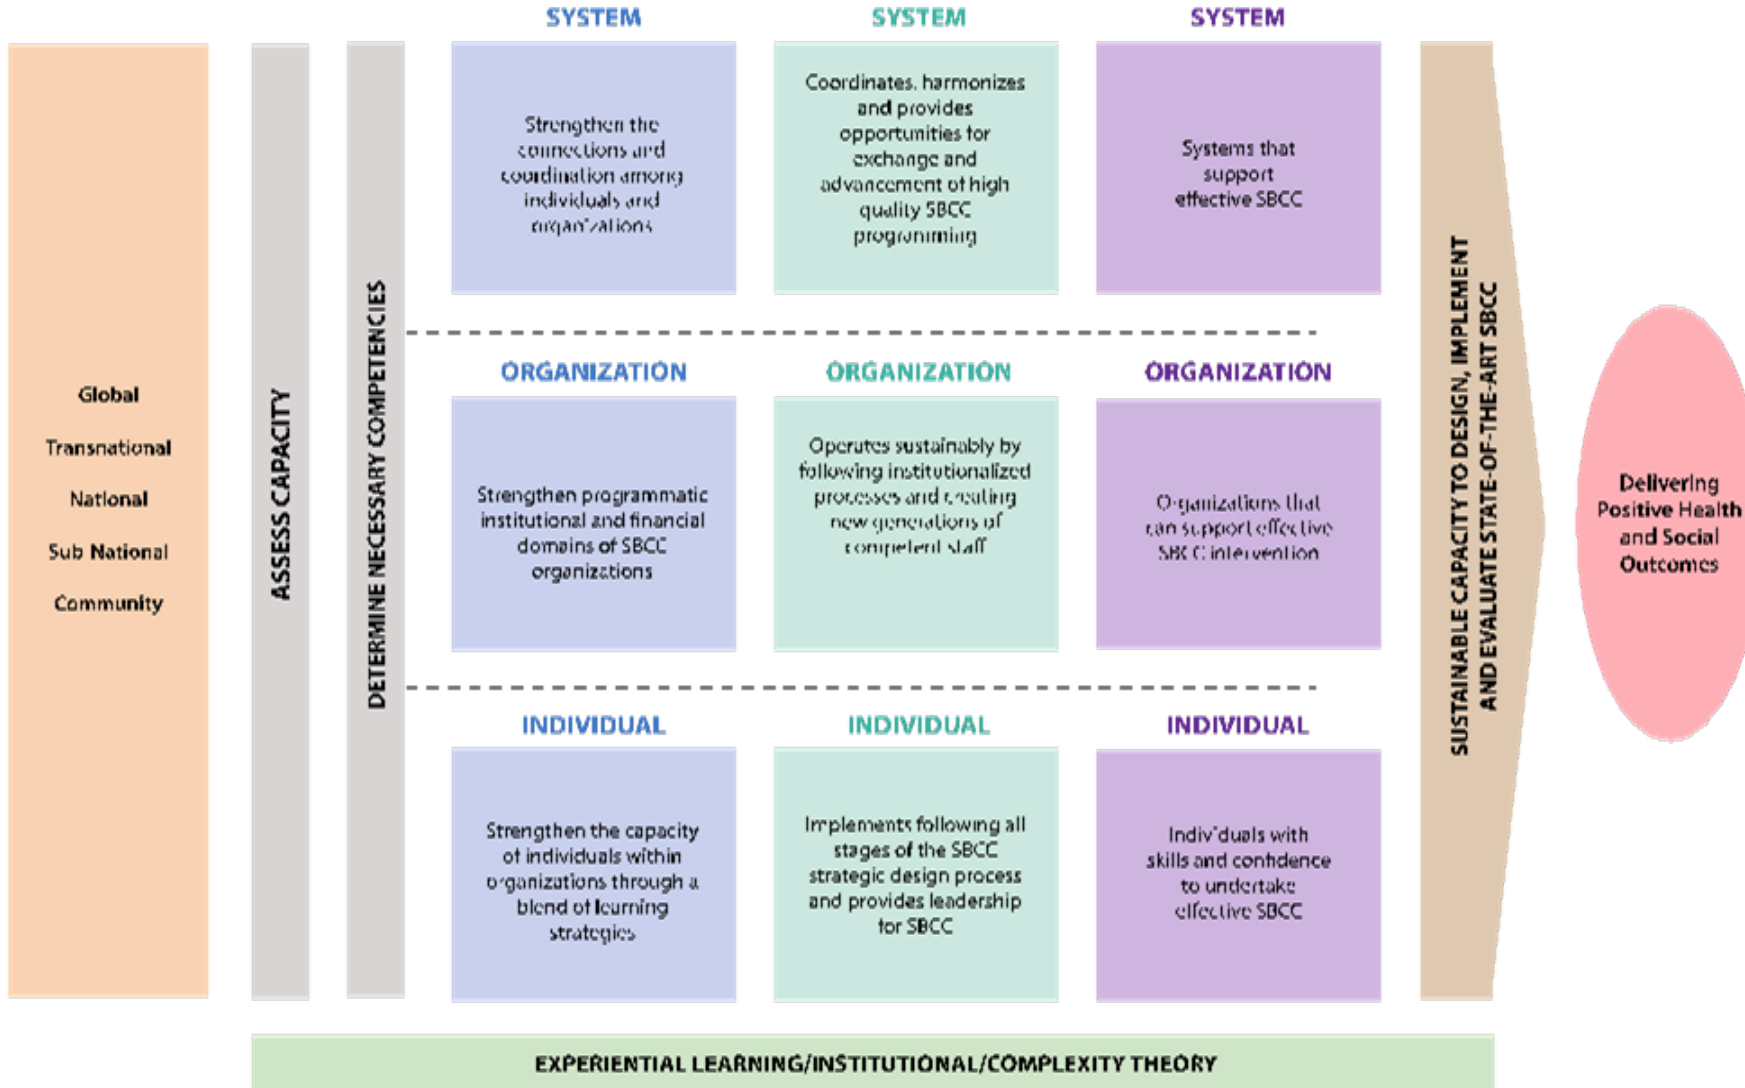 Global
Transnational
National
Sub National
Community
ASSESS CAPACITY
DETERMINE NECESSARY COMPETENCIES
SYSTEM
Strengthen the
connections and
coordination among
individuals and
organizations
SYSTEM
Coordinates, harmonizes
and provides
opportunities for
exchange and
advancement of high
quality SBCC
programming
SYSTEM
Systems that
support
effective SBCC
ORGANIZATION
Strengthen programmatic
institutional and financial
domains of SBCC
organizations
ORGANIZATION
Operates sustainably by
following institutionalized
processes and creating
new generations of
competent staff
ORGANIZATION
Organizations that
can support effective
SBCC intervention
INDIVIDUAL
Strengthen the capacity
of individuals within
organizations through a
blend of learning
strategies
INDIVIDUAL
Implements following all
stages of the SBCC
strategic design process
and provides leadership
for SBCC
INDIVIDUAL
Individuals with
skills and confidence
to undertake
effective SBCC
SUSTAINABLE CAPACITY TO DESIGN, IMPLEMENT
AND EVALUATE STATE-OF-THE-ART SBCC
Delivering
Positive Health
and Social
Outcomes
EXPERIENTIAL LEARNING/INSTITUTIONAL/COMPLEXITY THEORY